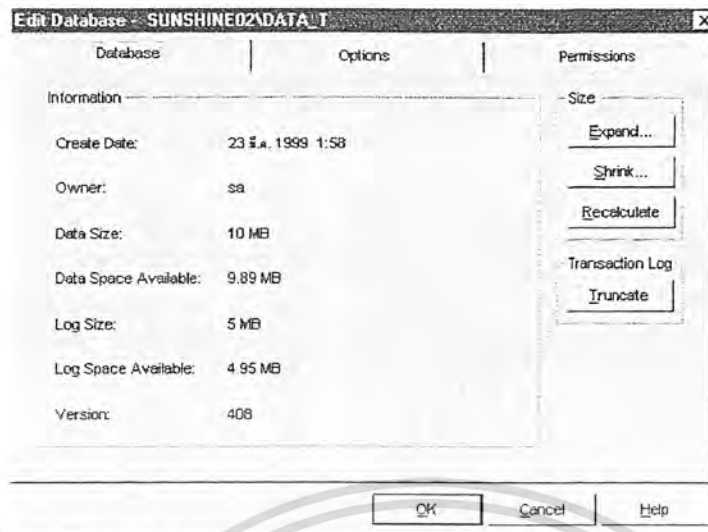 Edit Database - SUNSHINE02\DATA_T
Database
Options
Permissions
Information
Create Date: 23 มี.ค. 1999 1:58
Owner: sa
Data Size: 10 MB
Data Space Available: 9.89 MB
Log Size: 5 MB
Log Space Available: 4.95 MB
Version: 408
Size
Expand...
Shrink...
Recalculate
Transaction Log
Truncate
OK
Cancel
Help